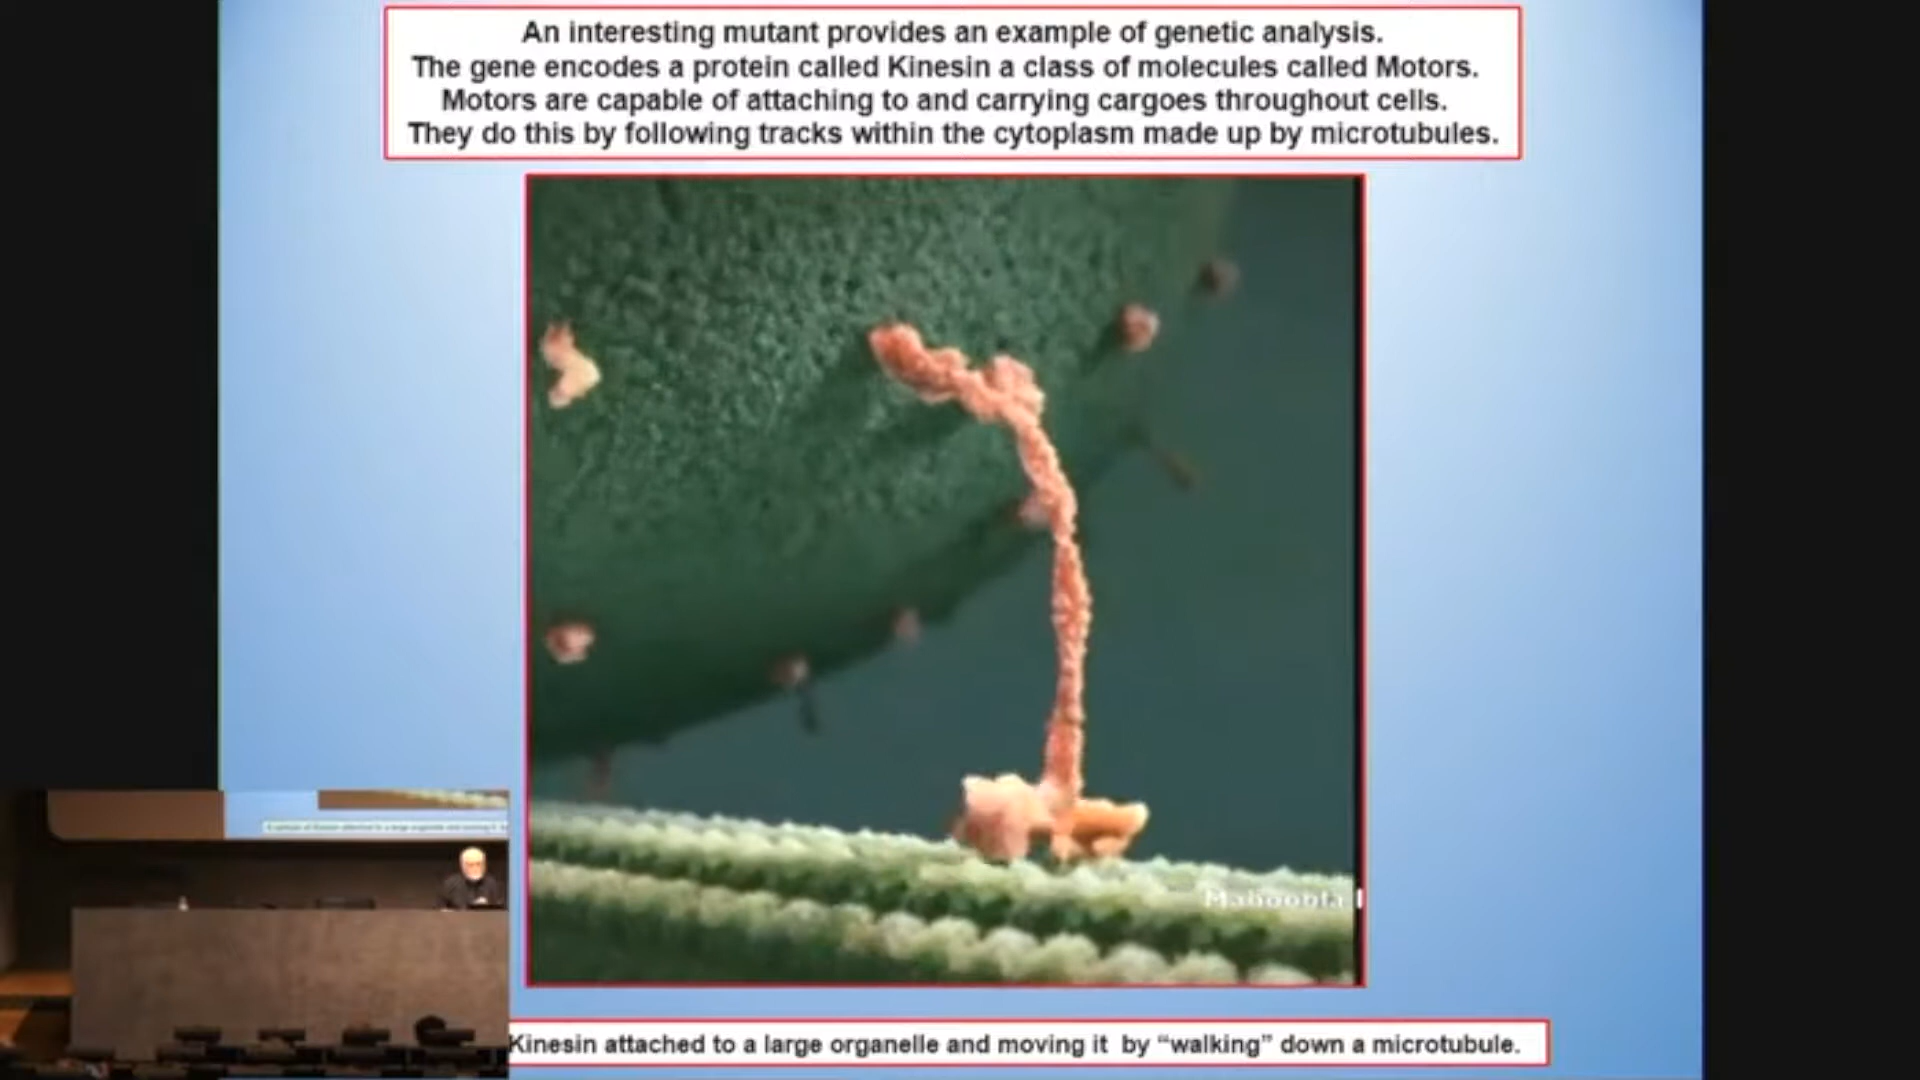 An interesting mutant provides an example of genetic analysis.
The gene encodes a protein called Kinesin a class of molecules called Motors.
Motors are capable of attaching to and carrying cargoes throughout cells.
They do this by following tracks within the cytoplasm made up by microtubules.
Kinesin attached to a large organelle and moving it by “walking” down a microtubule.